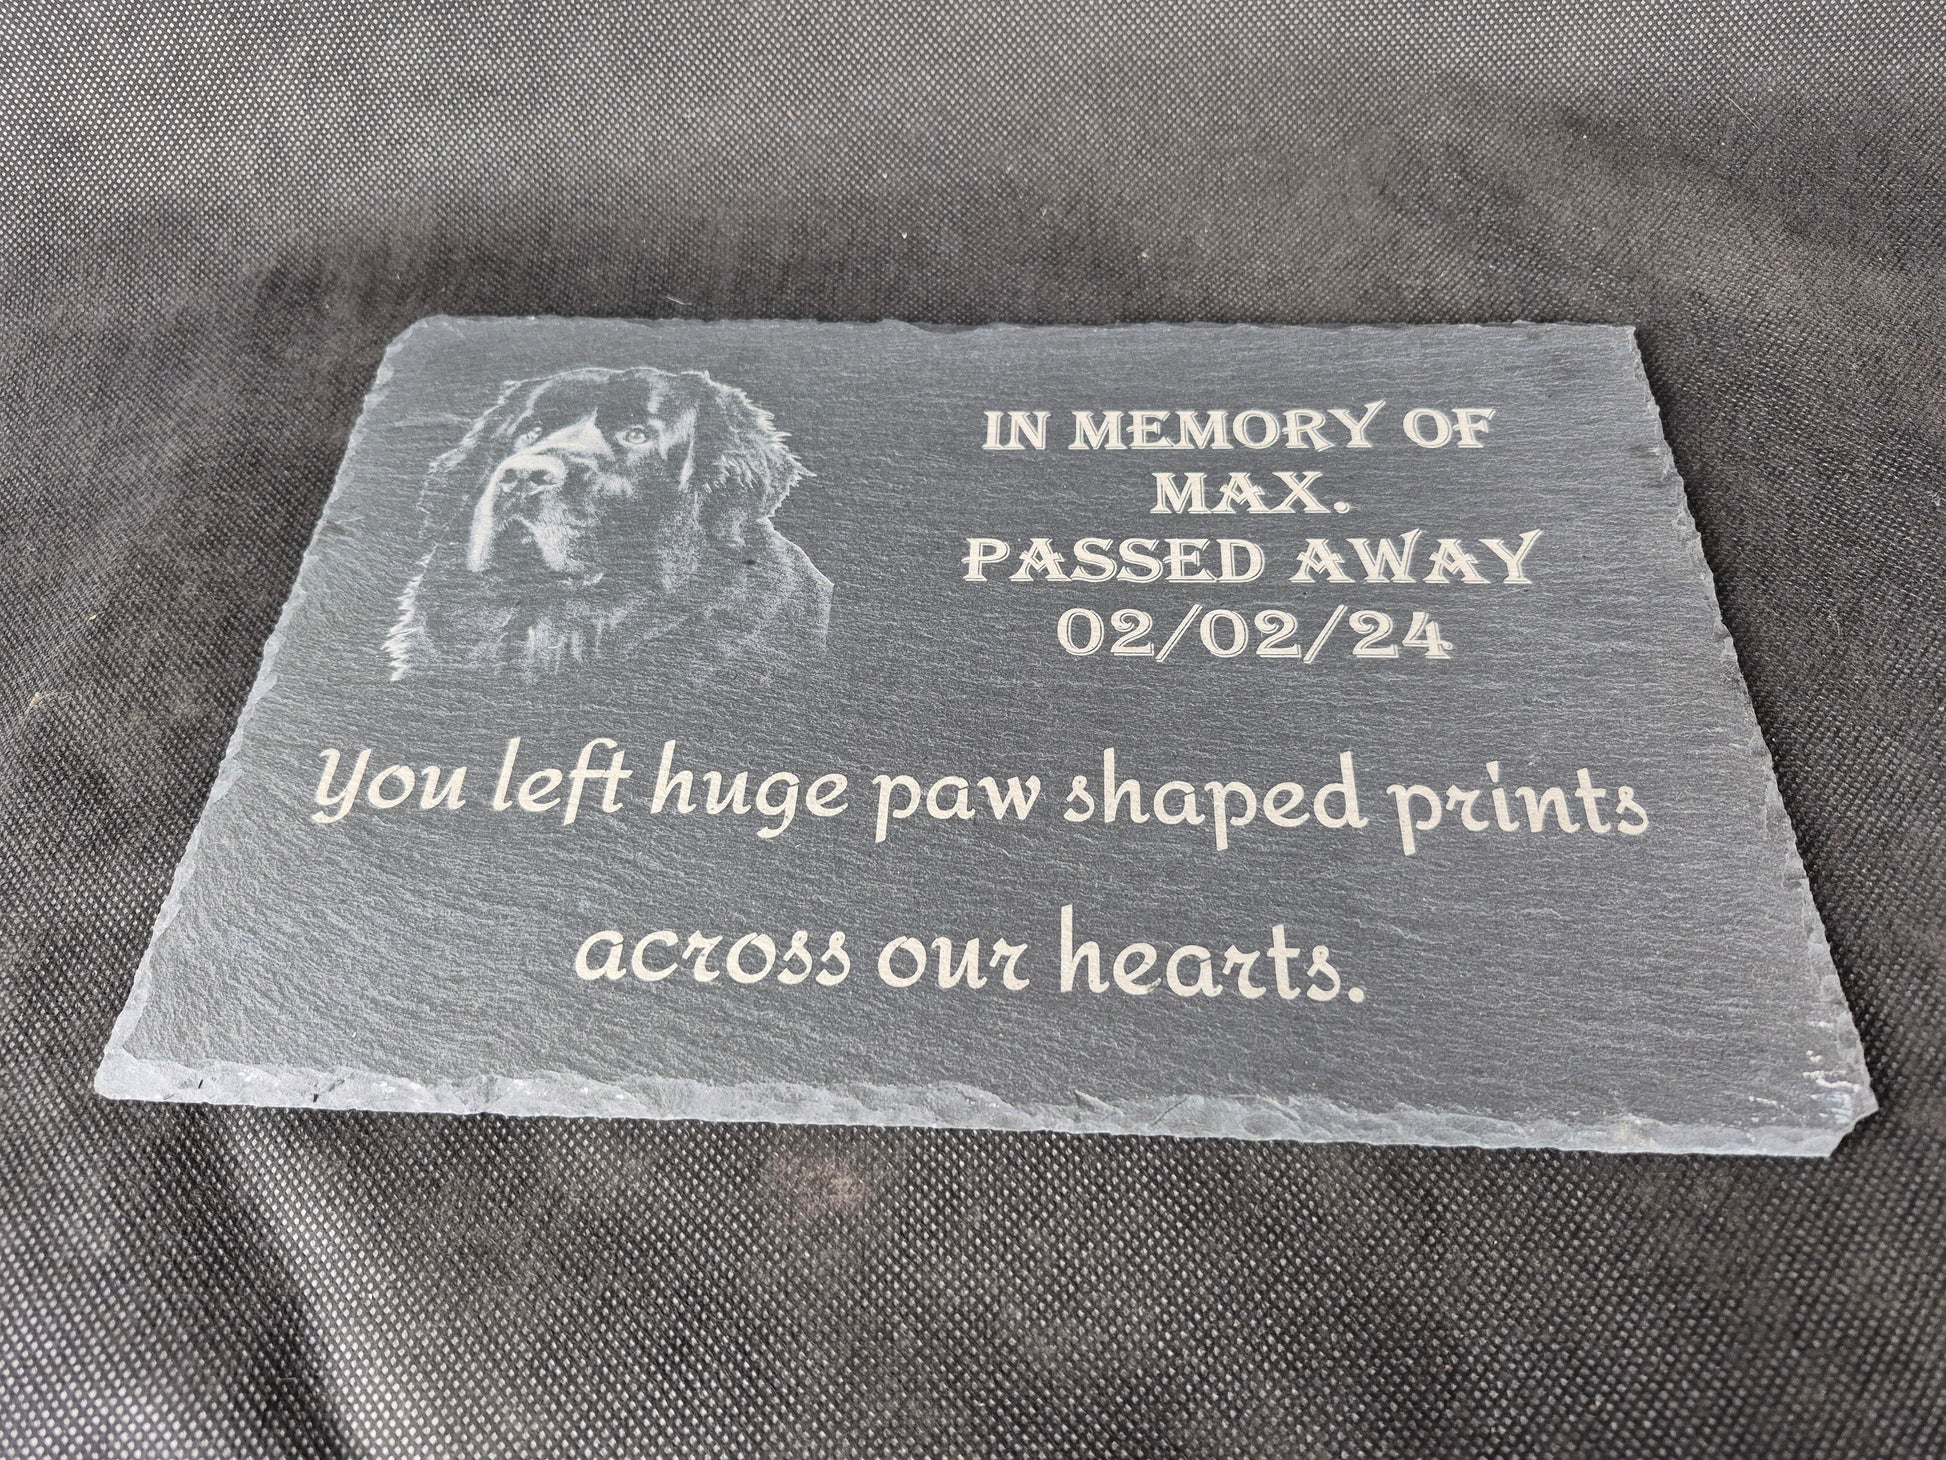 IN MEMORY OF
MAX.
PASSED AWAY
02/02/24
You left huge paw shaped prints
across our hearts.